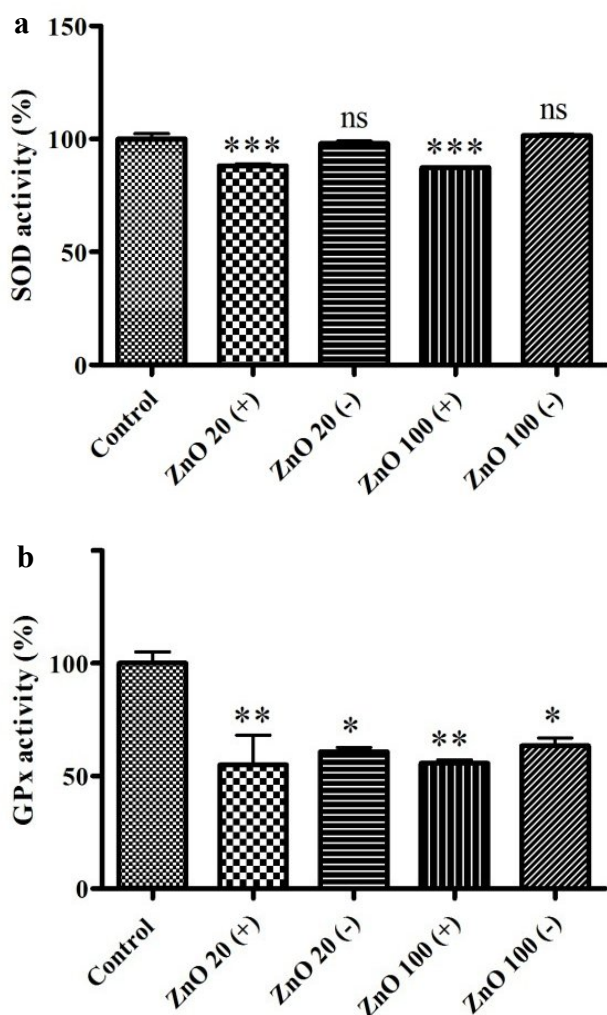 a
SOD activity (%)
150
100
50
0
***
ns
***
ns
Control
ZnO 20 (+)
ZnO 20 (-)
ZnO 100 (+)
ZnO 100 (-)
b
GPx activity (%)
100
50
0
**
*
**
*
Control
ZnO 20 (+)
ZnO 20 (-)
ZnO 100 (+)
ZnO 100 (-)